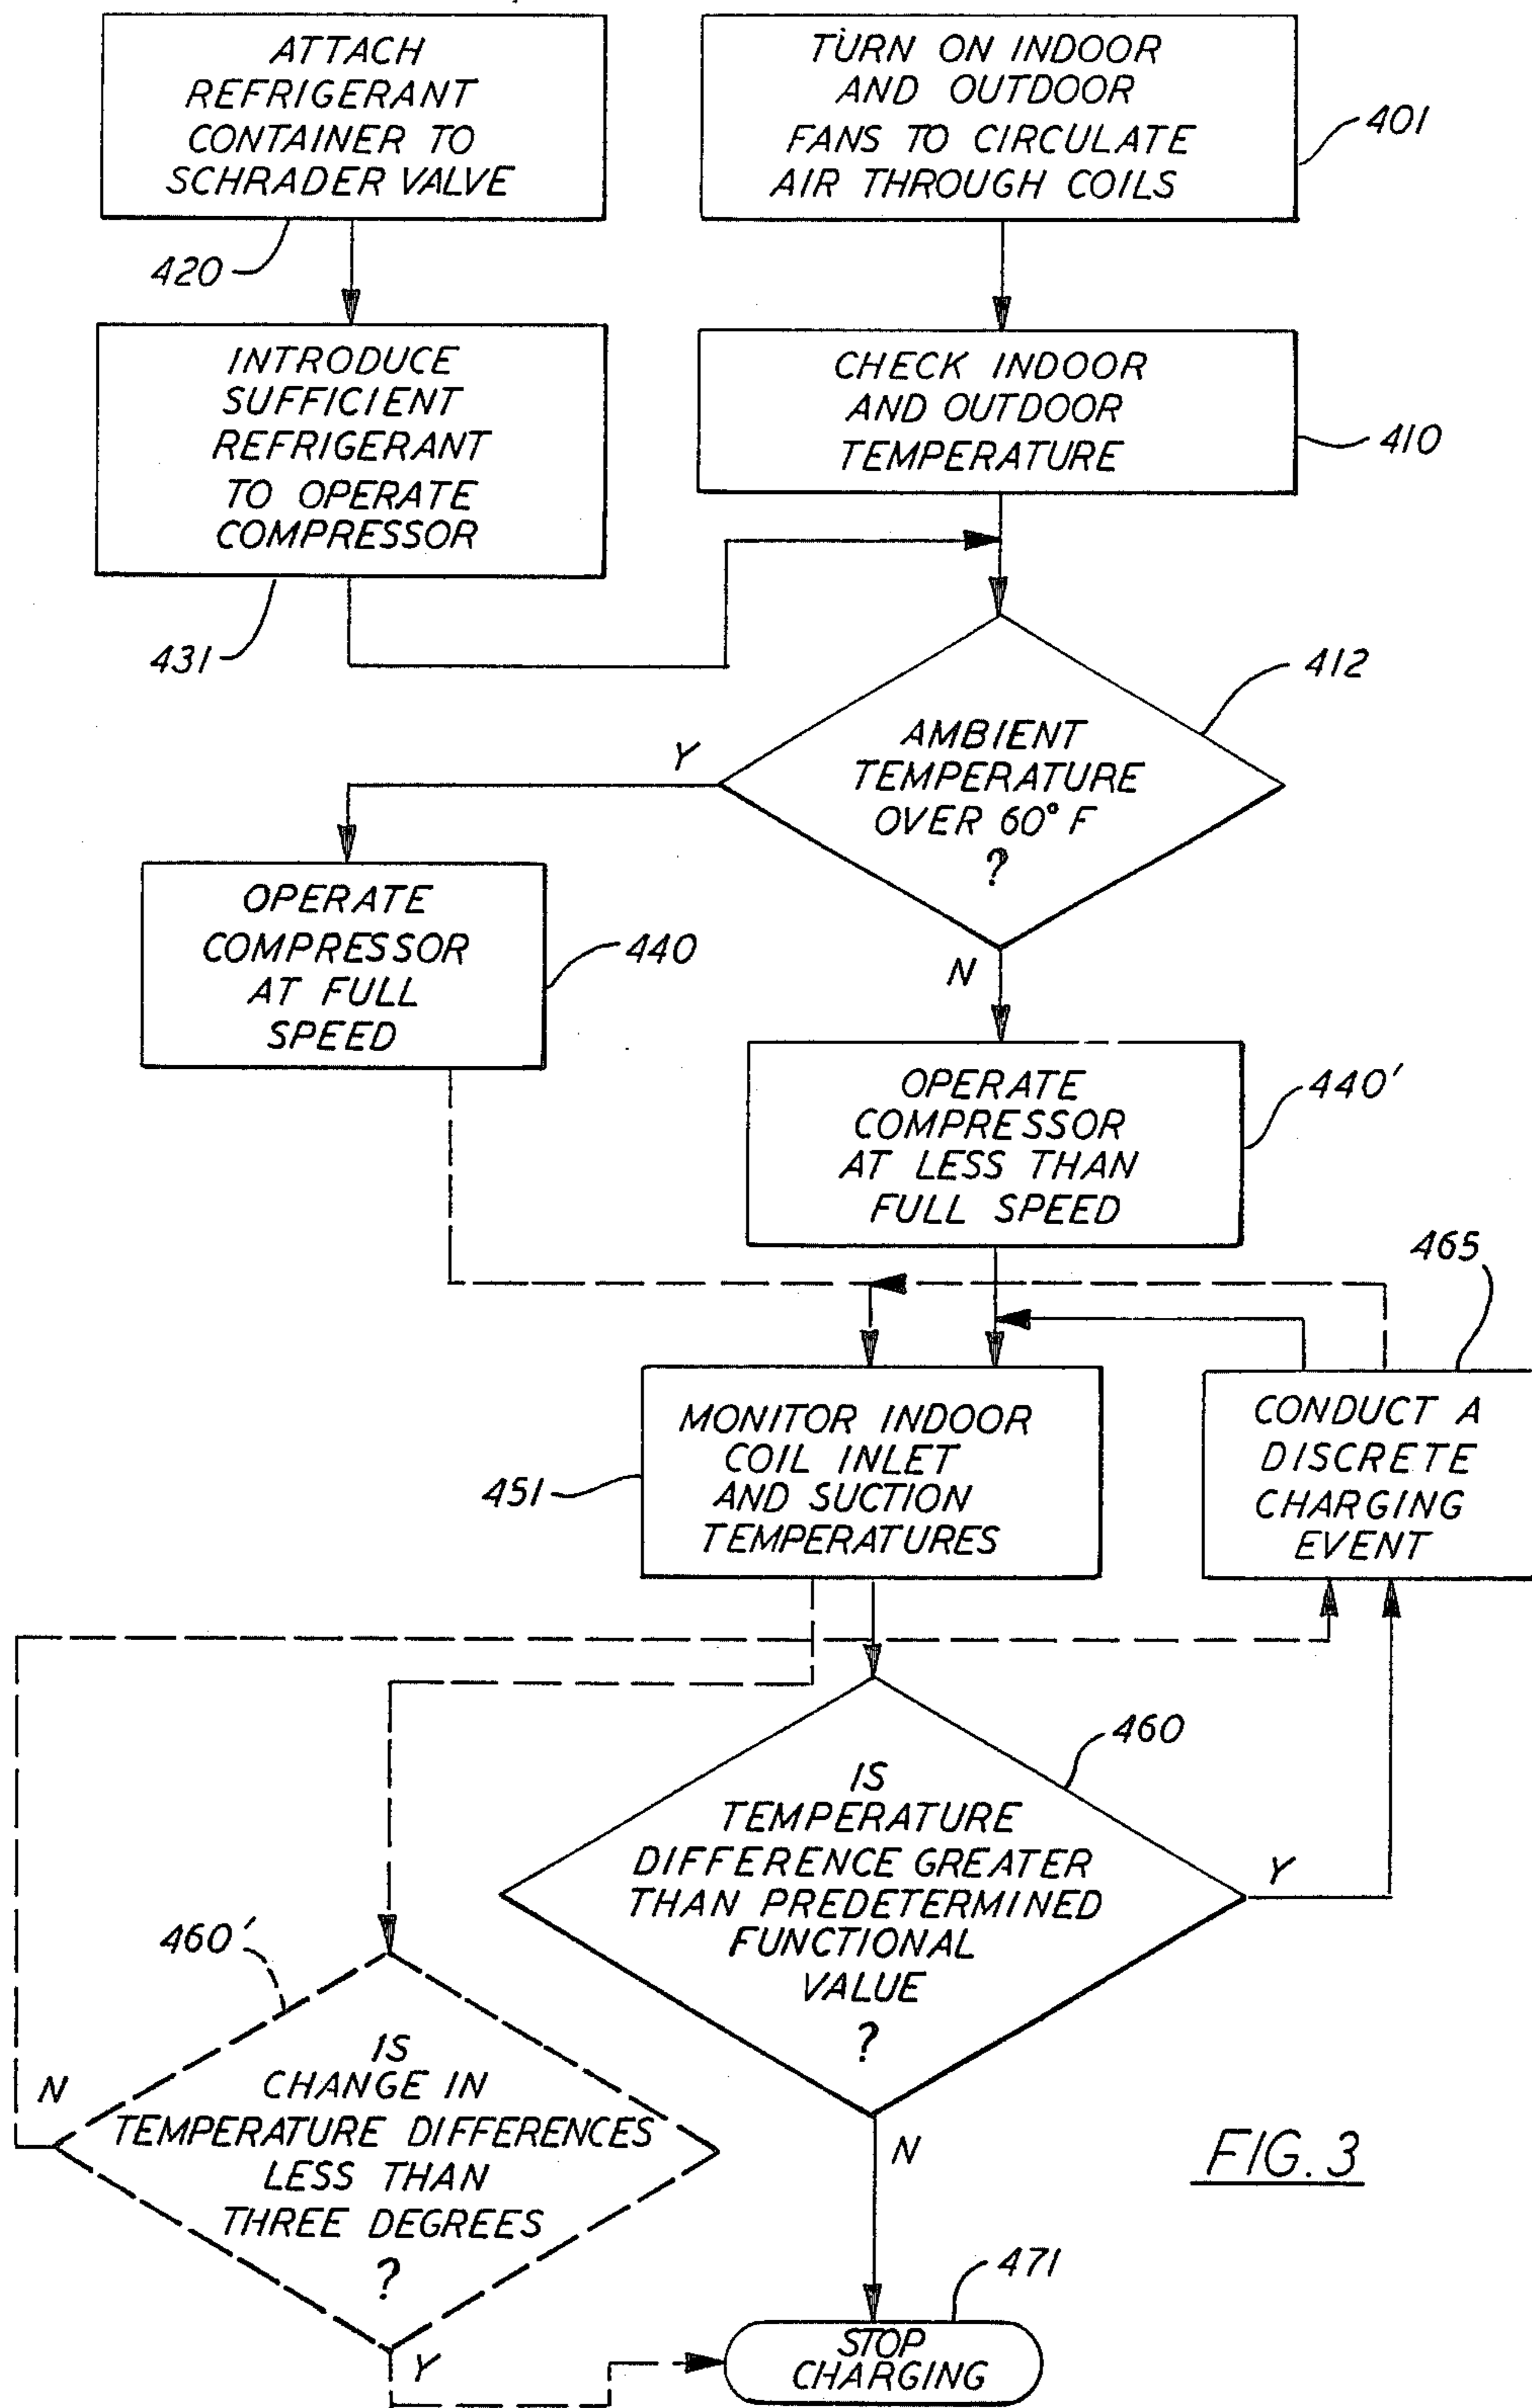 ATTACH
REFRIGERANT
CONTAINER TO
SCHRADER VALVE
420
TURN ON INDOOR
AND OUTDOOR
FANS TO CIRCULATE
AIR THROUGH COILS
401
INTRODUCE
SUFFICIENT
REFRIGERANT
TO OPERATE
COMPRESSOR
431
CHECK INDOOR
AND OUTDOOR
TEMPERATURE
410
AMBIENT
TEMPERATURE
OVER 60° F
?
412
Y
N
OPERATE
COMPRESSOR
AT FULL
SPEED
440
OPERATE
COMPRESSOR
AT LESS THAN
FULL SPEED
440'
465
MONITOR INDOOR
COIL INLET
AND SUCTION
TEMPERATURES
451
CONDUCT A
DISCRETE
CHARGING
EVENT
460
IS
TEMPERATURE
DIFFERENCE GREATER
THAN PREDETERMINED
FUNCTIONAL
VALUE
?
Y
N
460'
IS
CHANGE IN
TEMPERATURE DIFFERENCES
LESS THAN
THREE DEGREES
?
N
Y
FIG. 3
471
STOP
CHARGING